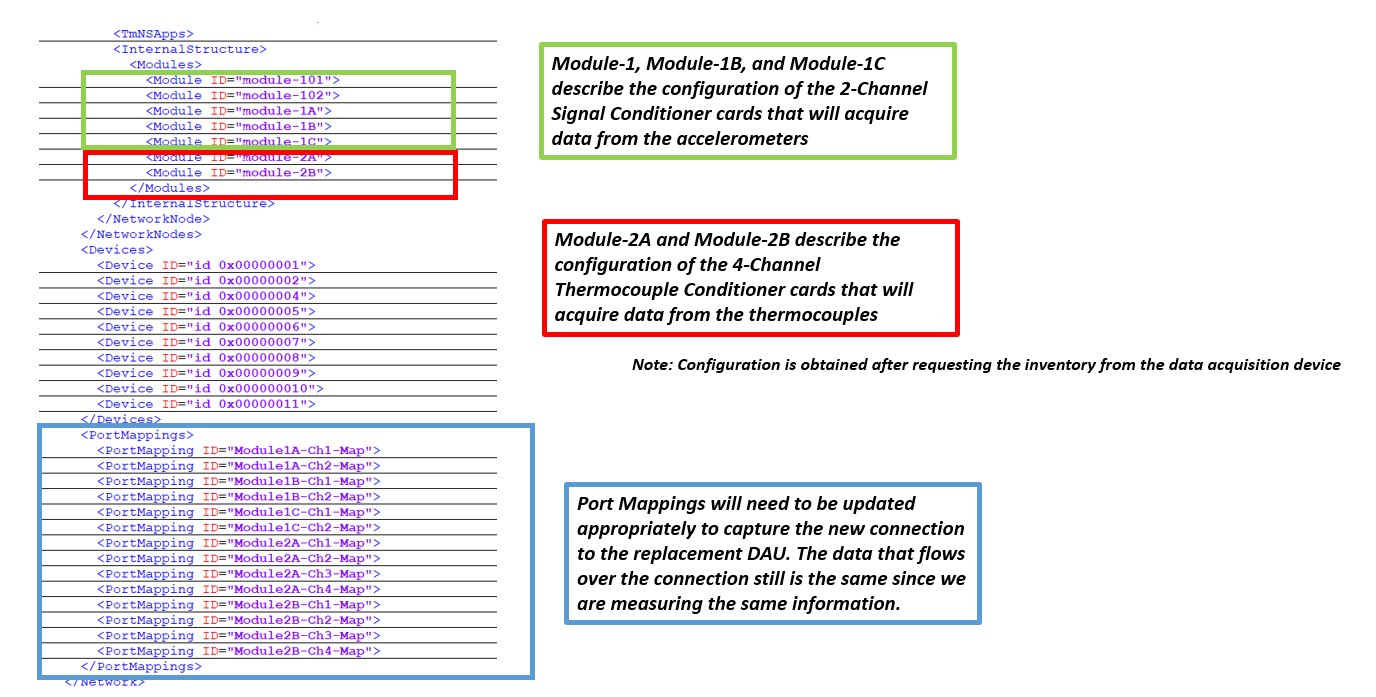 <TmNSApps>
<InternalStructure>
<Modules>
<Module ID="module-101">
<Module ID="module-102">
<Module ID="module-1A">
<Module ID="module-1B">
<Module ID="module-1C">
<Module ID="module-2A">
<Module ID="module-2B">
</Modules>
</InternalStructure>
</NetworkNode>
</NetworkNodes>
<Devices>
<Device ID="id 0x00000001">
<Device ID="id 0x00000002">
<Device ID="id 0x00000004">
<Device ID="id 0x00000005">
<Device ID="id 0x00000006">
<Device ID="id 0x00000007">
<Device ID="id 0x00000008">
<Device ID="id 0x00000009">
<Device ID="id 0x000000010">
<Device ID="id 0x00000011">
</Devices>
<PortMappings>
<PortMapping ID="Module1A-Ch1-Map">
<PortMapping ID="Module1A-Ch2-Map">
<PortMapping ID="Module1B-Ch1-Map">
<PortMapping ID="Module1B-Ch2-Map">
<PortMapping ID="Module1C-Ch1-Map">
<PortMapping ID="Module1C-Ch2-Map">
<PortMapping ID="Module2A-Ch1-Map">
<PortMapping ID="Module2A-Ch2-Map">
<PortMapping ID="Module2A-Ch3-Map">
<PortMapping ID="Module2A-Ch4-Map">
<PortMapping ID="Module2B-Ch1-Map">
<PortMapping ID="Module2B-Ch2-Map">
<PortMapping ID="Module2B-Ch3-Map">
<PortMapping ID="Module2B-Ch4-Map">
</PortMappings>
</Network>
Module-1, Module-1B, and Module-1C
describe the configuration of the 2-Channel
Signal Conditioner cards that will acquire
data from the accelerometers
Module-2A and Module-2B describe the
configuration of the 4-Channel
Thermocouple Conditioner cards that will
acquire data from the thermocouples
Note: Configuration is obtained after requesting the inventory from the data acquisition device
Port Mappings will need to be updated
appropriately to capture the new connection
to the replacement DAU. The data that flows
over the connection still is the same since we
are measuring the same information.